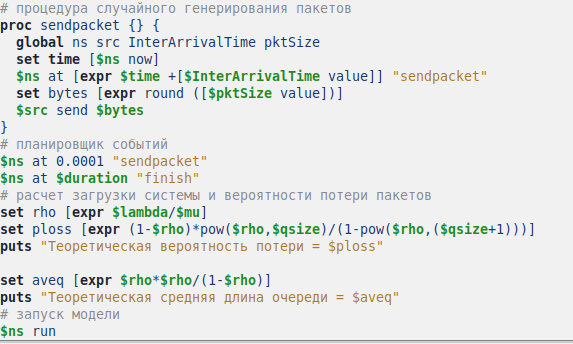 # процедура случайного генерирования пакетов
proc sendpacket {} {
  global ns src InterArrivalTime pktSize
  set time [$ns now]
  $ns at [expr $time +[$InterArrivalTime value]] "sendpacket"
  set bytes [expr round ([$pktSize value])]
  $src send $bytes
}
# планировщик событий
$ns at 0.0001 "sendpacket"
$ns at $duration "finish"
# расчет загрузки системы и вероятности потери пакетов
set rho [expr $lambda/$mu]
set ploss [expr (1-$rho)*pow($rho,$qsize)/(1-pow($rho,($qsize+1)))]
puts "Теоретическая вероятность потери = $ploss"

set aveq [expr $rho*$rho/(1-$rho)]
puts "Теоретическая средняя длина очереди = $aveq"
# запуск модели
$ns run